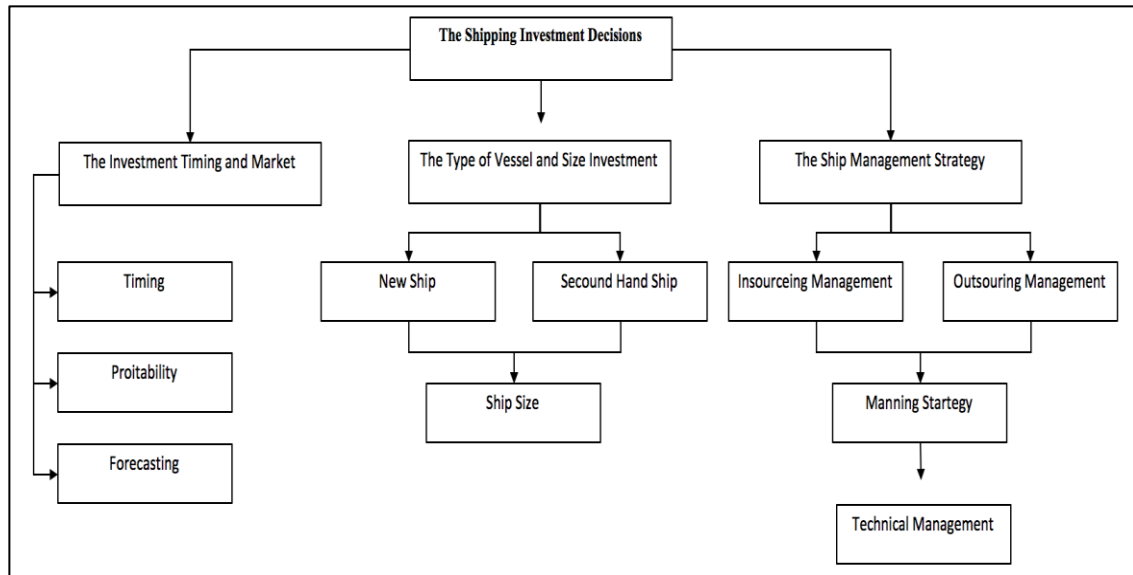 The Shipping Investment Decisions
The Investment Timing and Market
The Type of Vessel and Size Investment
The Ship Management Strategy
Timing
New Ship
Secound Hand Ship
Insourceing Management
Outsouring Management
Proitability
Ship Size
Manning Startegy
Forecasting
Technical Management